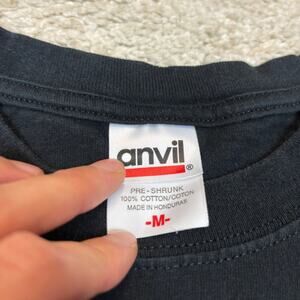 anvil®
PRE-SHRUNK
100% COTTON/COTON
MADE IN HONDURAS
-M-